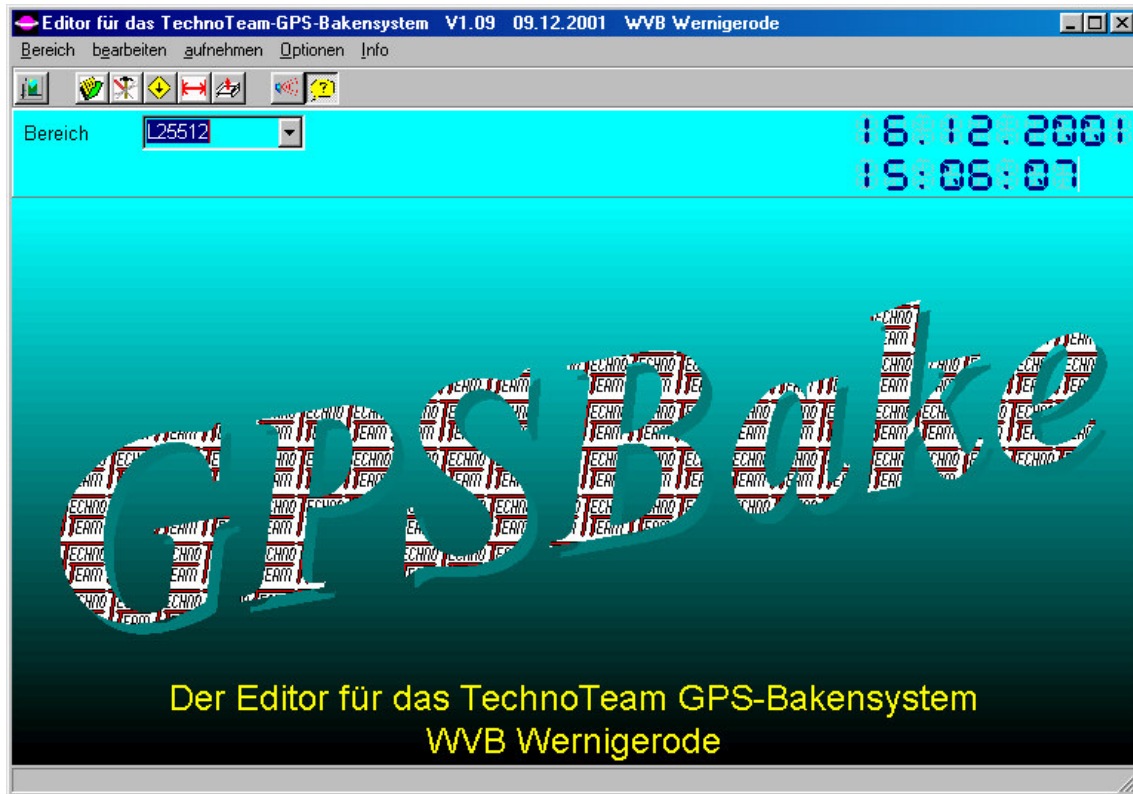 Editor für das TechnoTeam-GPS-Bakensystem V1.09 09.12.2001 WVB Wernigerode
Bereich bearbeiten aufnehmen Optionen Info
Bereich L25512
16.12.2001
15:06:07
GPSBake
Der Editor für das TechnoTeam GPS-Bakensystem
WVB Wernigerode